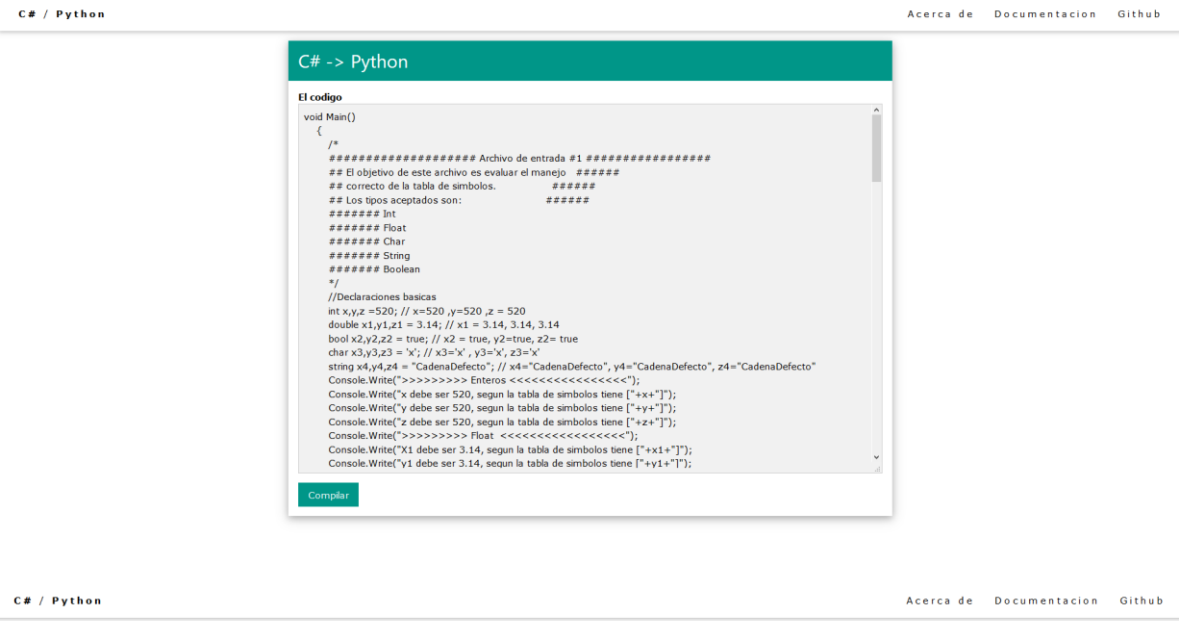 C# / Python
Acerca de Documentacion Github
C# -> Python
El codigo
void Main()
{
/*
#################### Archivo de entrada #1 #################
## El objetivo de este archivo es evaluar el manejo ######
## correcto de la tabla de simbolos. ######
## Los tipos aceptados son: ######
####### Int
####### Float
####### Char
####### String
####### Boolean
*/
//Declaraciones basicas
int x,y,z =520; // x=520 ,y=520 ,z = 520
double x1,y1,z1 = 3.14; // x1 = 3.14, 3.14, 3.14
bool x2,y2,z2 = true; // x2 = true, y2=true, z2= true
char x3,y3,z3 = 'x'; // x3='x' , y3='x', z3='x'
string x4,y4,z4 = "CadenaDefecto"; // x4="CadenaDefecto", y4="CadenaDefecto", z4="CadenaDefecto"
Console.Write(">>>>>>>>> Enteros <<<<<<<<<<<<<<<<");
Console.Write("x debe ser 520, segun la tabla de simbolos tiene ["+x+"]");
Console.Write("y debe ser 520, segun la tabla de simbolos tiene ["+y+"]");
Console.Write("z debe ser 520, segun la tabla de simbolos tiene ["+z+"]");
Console.Write(">>>>>>>>> Float <<<<<<<<<<<<<<<<<");
Console.Write("X1 debe ser 3.14, segun la tabla de simbolos tiene ["+x1+"]");
Console.Write("y1 debe ser 3.14, segun la tabla de simbolos tiene ["+y1+"]");
Compilar
C# / Python
Acerca de Documentacion Github